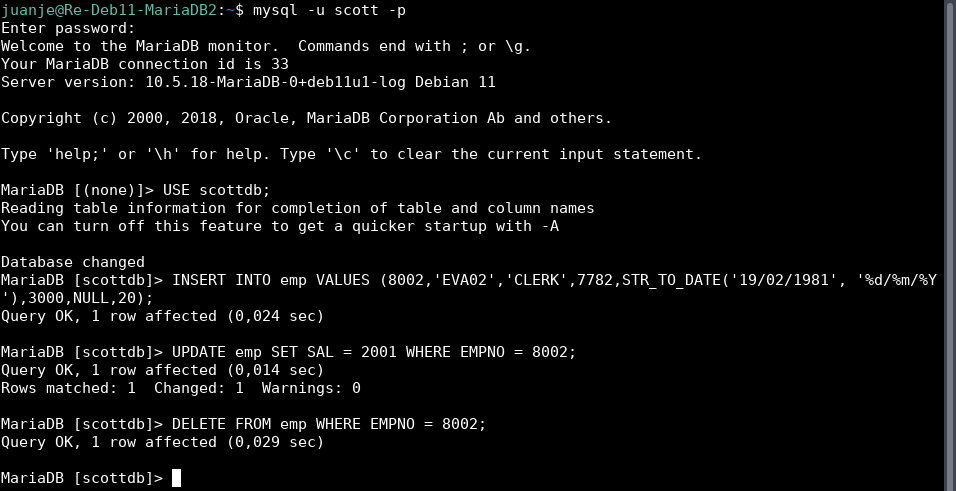 juanje@Re-Deb11-MariaDB2:~$ mysql -u scott -p
Enter password:
Welcome to the MariaDB monitor.  Commands end with ; or \g.
Your MariaDB connection id is 33
Server version: 10.5.18-MariaDB-0+deb11u1-log Debian 11

Copyright (c) 2000, 2018, Oracle, MariaDB Corporation Ab and others.

Type 'help;' or '\h' for help. Type '\c' to clear the current input statement.

MariaDB [(none)]> USE scottdb;
Reading table information for completion of table and column names
You can turn off this feature to get a quicker startup with -A

Database changed
MariaDB [scottdb]> INSERT INTO emp VALUES (8002,'EVA02','CLERK',7782,STR_TO_DATE('19/02/1981', '%d/%m/%Y
'),3000,NULL,20);
Query OK, 1 row affected (0,024 sec)

MariaDB [scottdb]> UPDATE emp SET SAL = 2001 WHERE EMPNO = 8002;
Query OK, 1 row affected (0,014 sec)
Rows matched: 1  Changed: 1  Warnings: 0

MariaDB [scottdb]> DELETE FROM emp WHERE EMPNO = 8002;
Query OK, 1 row affected (0,029 sec)

MariaDB [scottdb]>